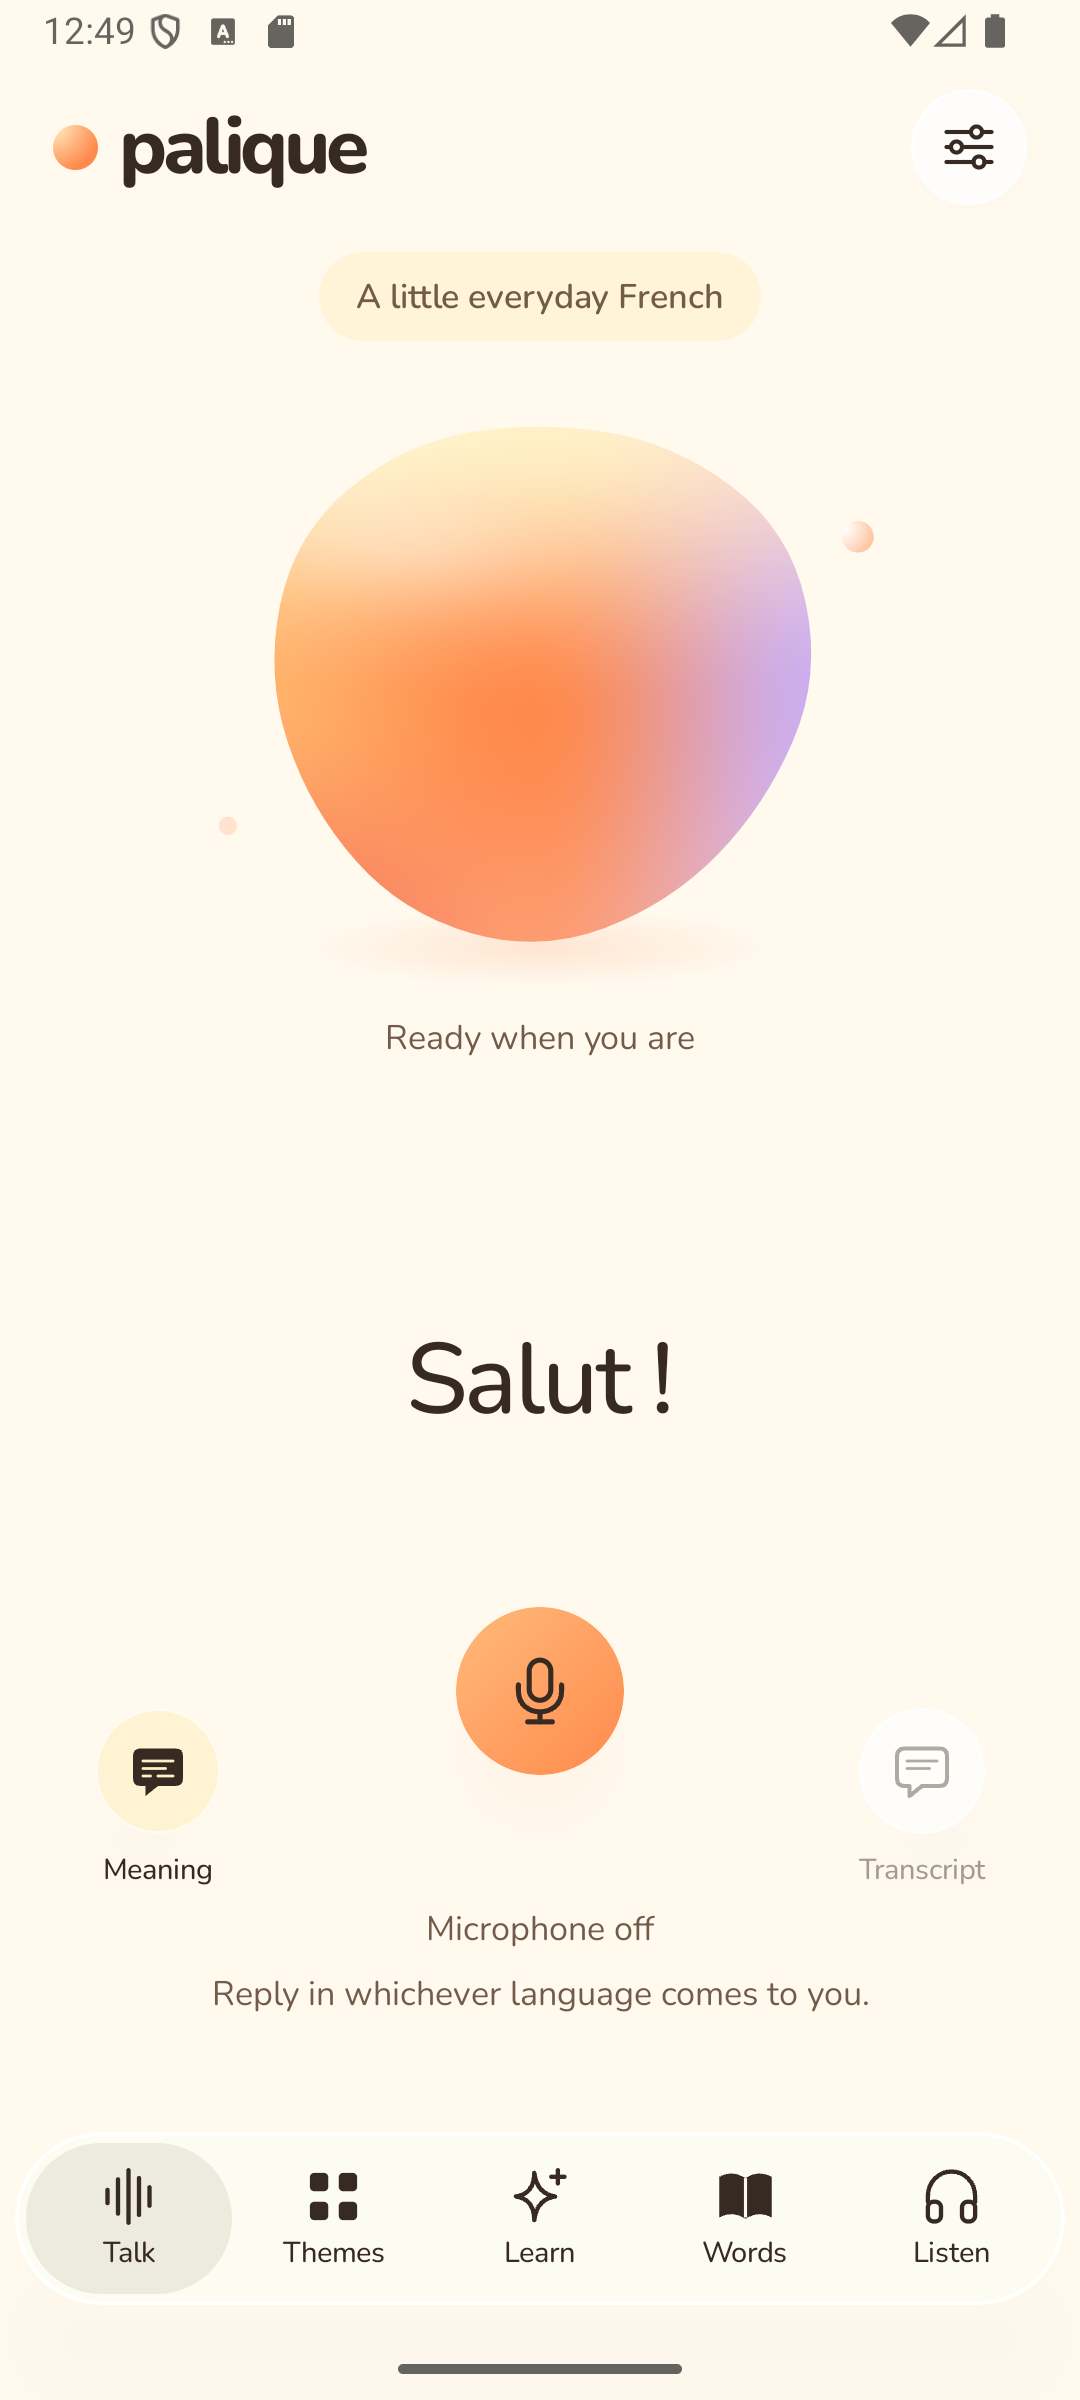 12:49
palique
A little everyday French
Ready when you are
Salut !
Meaning
Transcript
Microphone off
Reply in whichever language comes to you.
Talk
Themes
Learn
Words
Listen